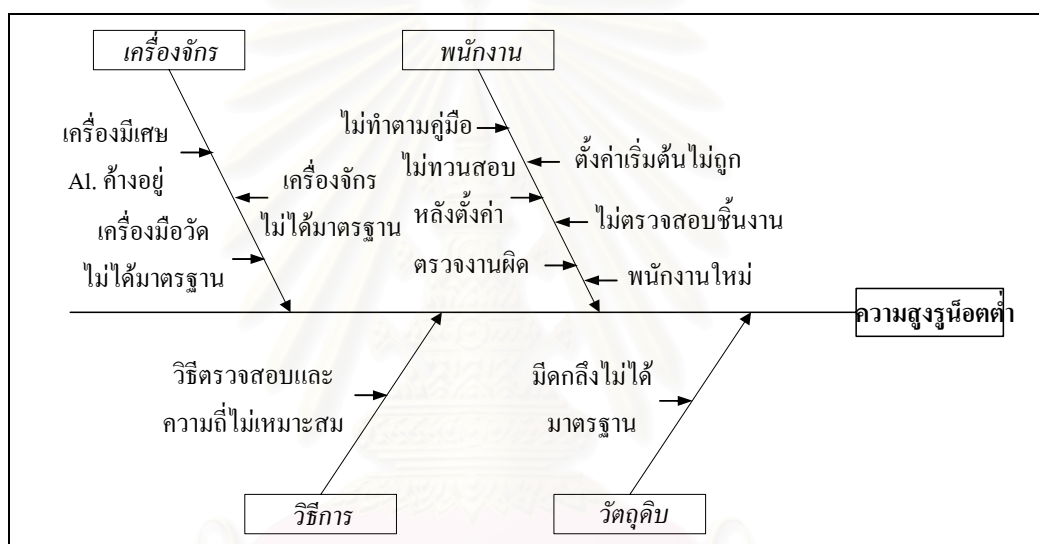 เครื่องจักร
พนักงาน
เครื่องมีเศษ
Al. ค้างอยู่
เครื่องจักร
ไม่ได้มาตรฐาน
เครื่องมือวัด
ไม่ได้มาตรฐาน
ไม่ทำตามคู่มือ
ตั้งค่าเริ่มต้นไม่ถูก
ไม่ทวนสอบ
หลังตั้งค่า
ไม่ตรวจสอบชิ้นงาน
ตรวจงานผิด
พนักงานใหม่
ความสูงรูน็อตต่ำ
วิธีตรวจสอบและ
ความถี่ไม่เหมาะสม
มีดกลึงไม่ได้
มาตรฐาน
วิธีการ
วัตถุดิบ